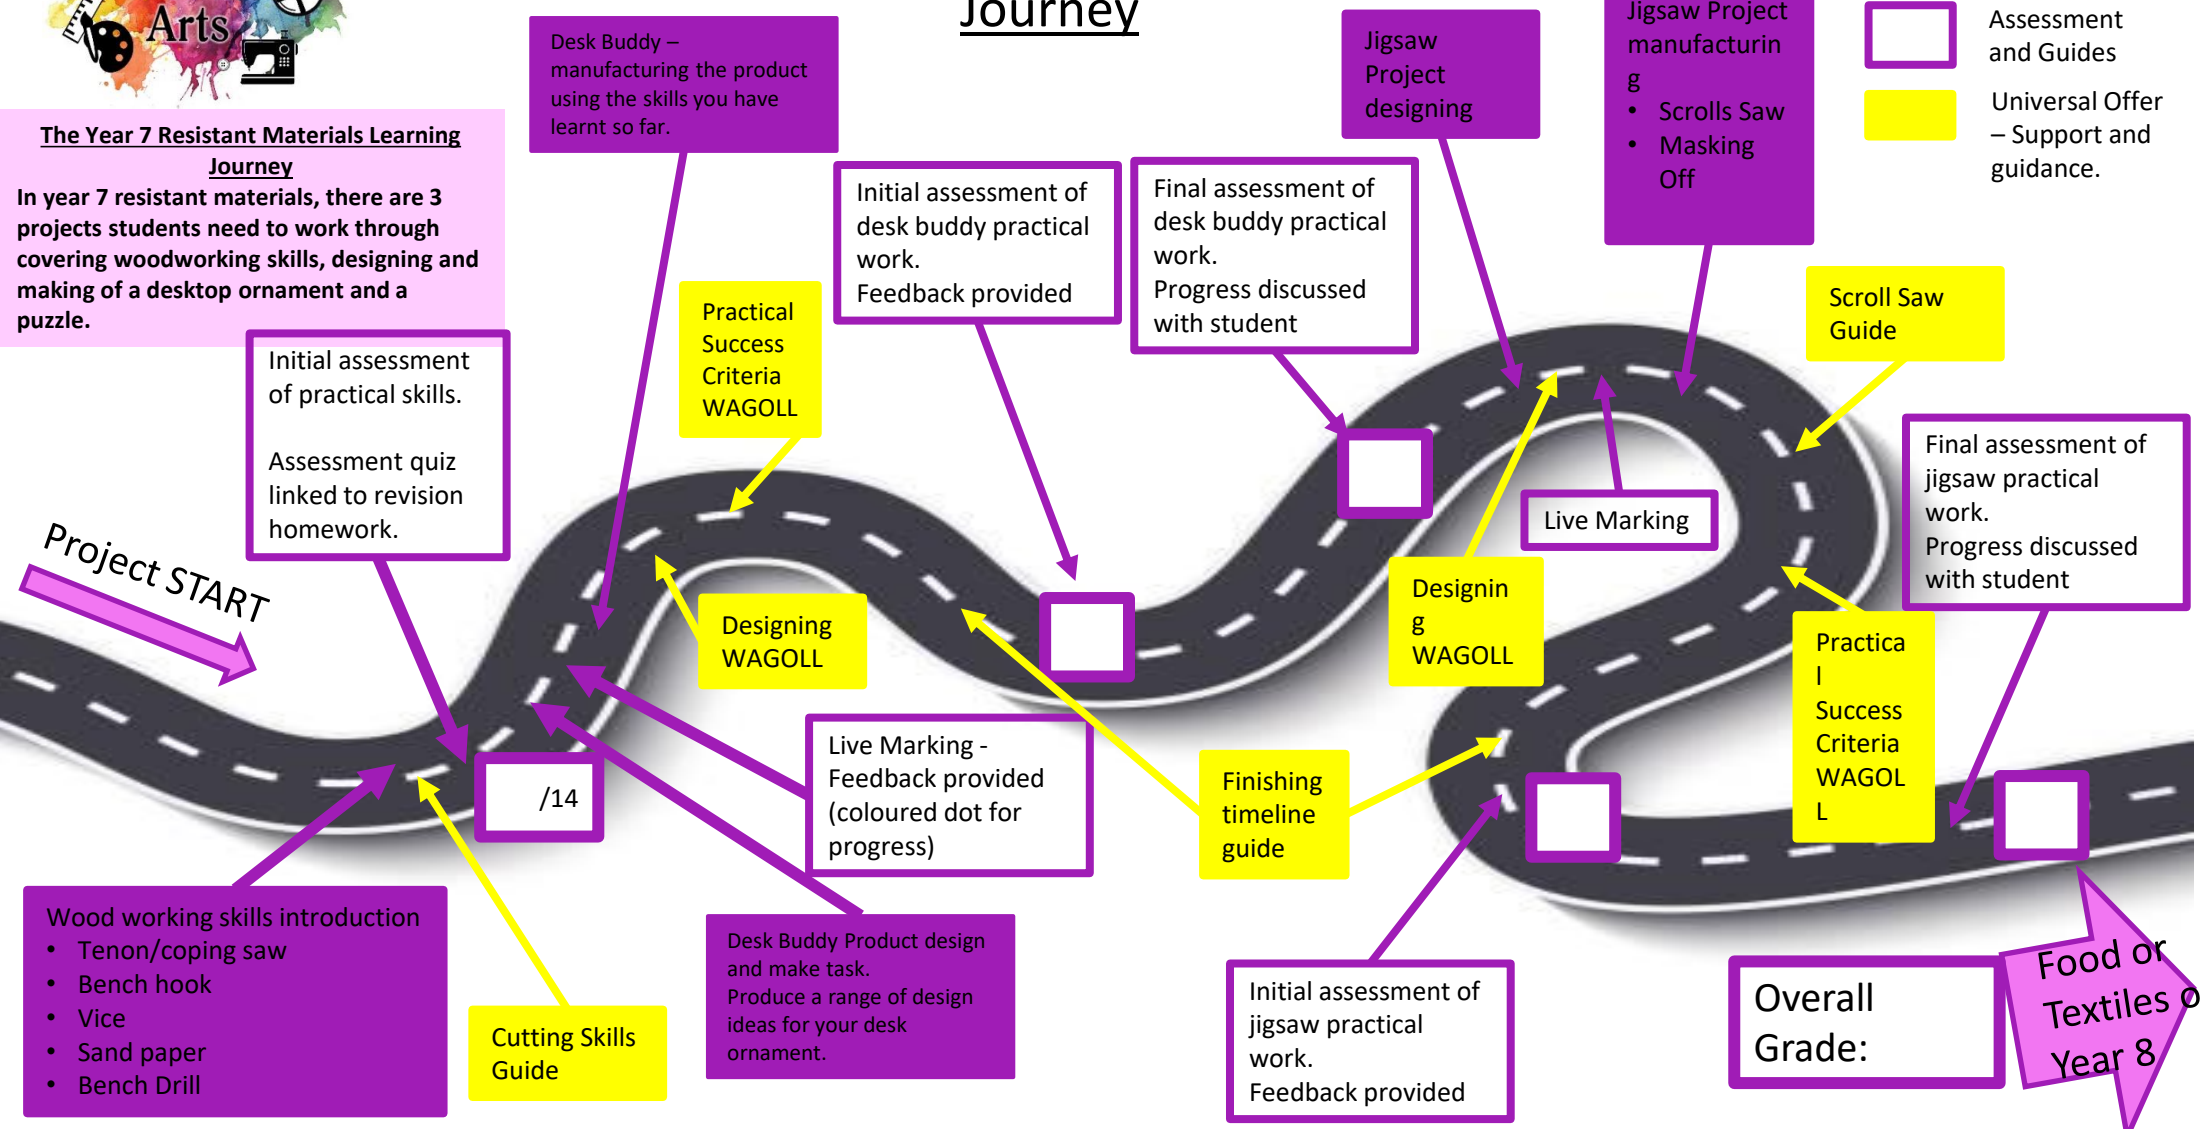 Arts
Journey
The Year 7 Resistant Materials Learning
Journey
In year 7 resistant materials, there are 3
projects students need to work through
covering woodworking skills, designing and
making of a desktop ornament and a
puzzle.
Desk Buddy –
manufacturing the product
using the skills you have
learnt so far.
Jigsaw
Project
designing
Jigsaw Project
manufacturin
g
• Scrolls Saw
• Masking
Off
Assessment
and Guides
Universal Offer
– Support and
guidance.
Initial assessment
of practical skills.
Assessment quiz
linked to revision
homework.
Practical
Success
Criteria
WAGOLL
Initial assessment of
desk buddy practical
work.
Feedback provided
Final assessment of
desk buddy practical
work.
Progress discussed
with student
Scroll Saw
Guide
Final assessment of
jigsaw practical
work.
Progress discussed
with student
Live Marking
Project START
Designing
WAGOLL
Designin
g
WAGOLL
Practica
l
Success
Criteria
WAGOL
L
/14
Live Marking -
Feedback provided
(coloured dot for
progress)
Finishing
timeline
guide
Wood working skills introduction
• Tenon/coping saw
• Bench hook
• Vice
• Sand paper
• Bench Drill
Cutting Skills
Guide
Desk Buddy Product design
and make task.
Produce a range of design
ideas for your desk
ornament.
Initial assessment of
jigsaw practical
work.
Feedback provided
Overall
Grade:
Food or
Textiles o
Year 8